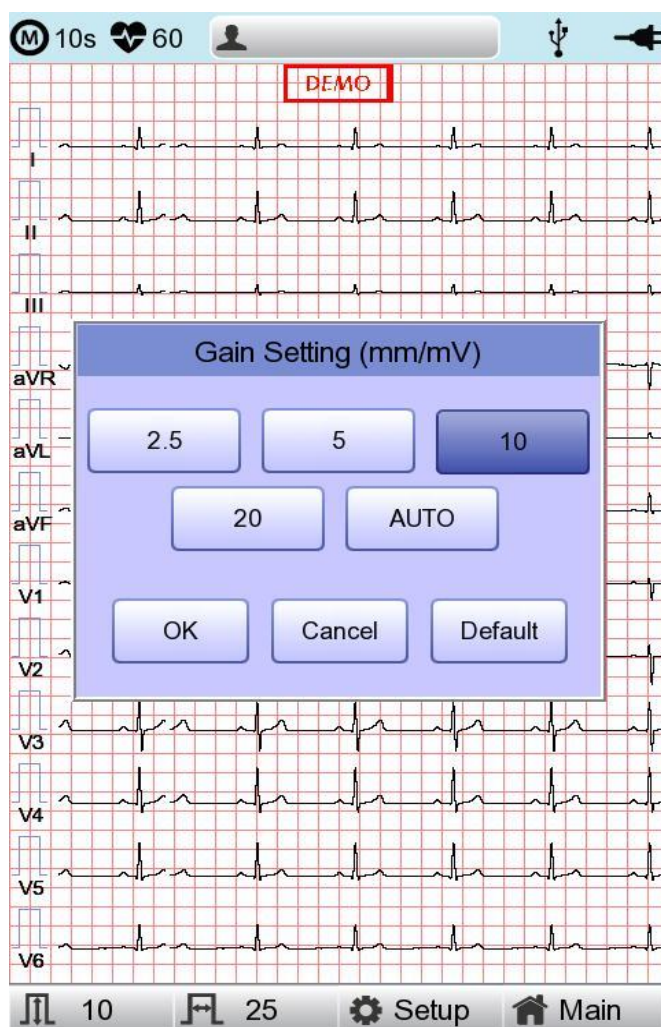 M 10s 60
DEMO
I
II
III
Gain Setting (mm/mV)
aVR
2.5 5 10
aVL
20 AUTO
aVF
V1
OK Cancel Default
V2
V3
V4
V5
V6
10 25 Setup Main